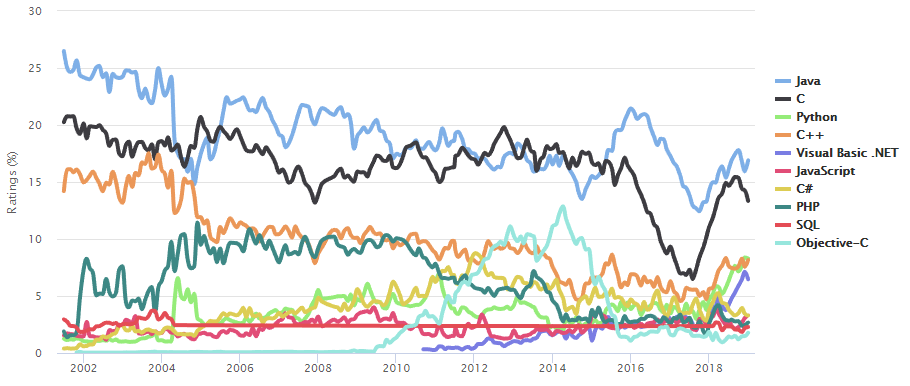 30
25
20
15
10
5
0
Ratings (%)
2002 2004 2006 2008 2010 2012 2014 2016 2018
Java
C
Python
C++
Visual Basic .NET
JavaScript
C#
PHP
SQL
Objective-C